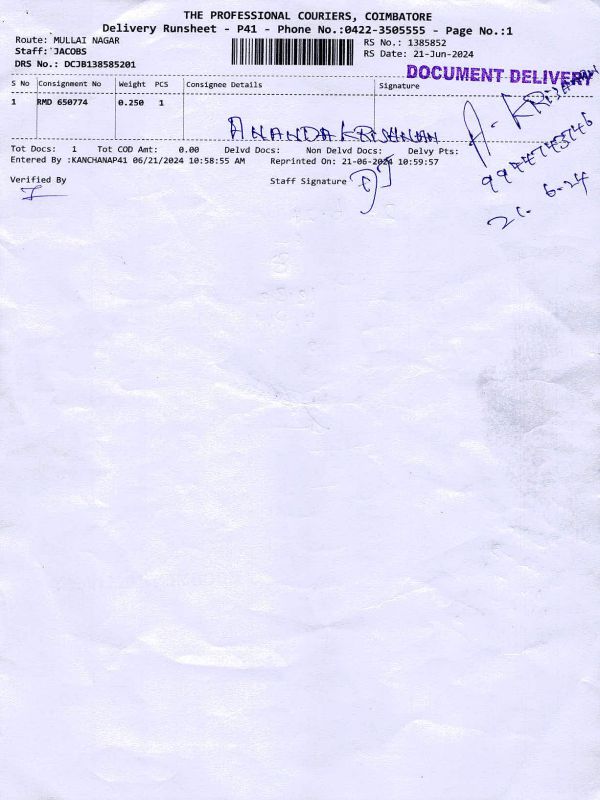 THE PROFESSIONAL COURIERS, COIMBATORE
Delivery Runsheet - P41 - Phone No.:0422-3505555 - Page No.:1
Route: MULLAI NAGAR RS No.: 1385852
Staff: JACOBS RS Date: 21-Jun-2024
DRS No.: DCJB138585201
DOCUMENT DELIVERY
S No Consignment No Weight PCS Consignee Details Signature
1 RMD 650774 0.250 1
ANANDA KRISHNAN
A. KRISHNAN
9944743746
21. 6-24
Tot Docs: 1 Tot COD Amt: 0.00 Delvd Docs: Non Delvd Docs: Delvy Pts:
Entered By :KANCHANAP41 06/21/2024 10:58:55 AM Reprinted On: 21-06-2024 10:59:57
Verified By Staff Signature